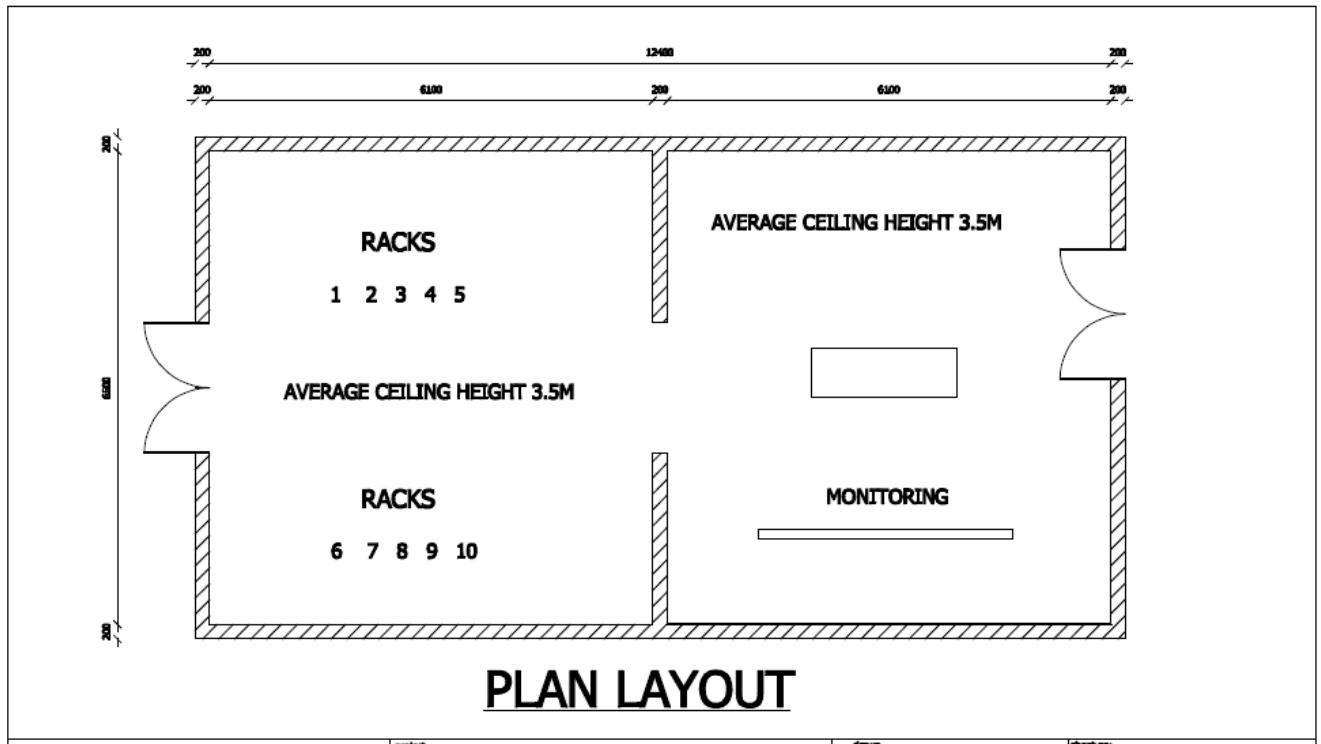 200 12400 200
200 6100 200 6100 200
200
AVERAGE CEILING HEIGHT 3.5M
RACKS
1 2 3 4 5
6500
AVERAGE CEILING HEIGHT 3.5M
RACKS
MONITORING
6 7 8 9 10
200
PLAN LAYOUT